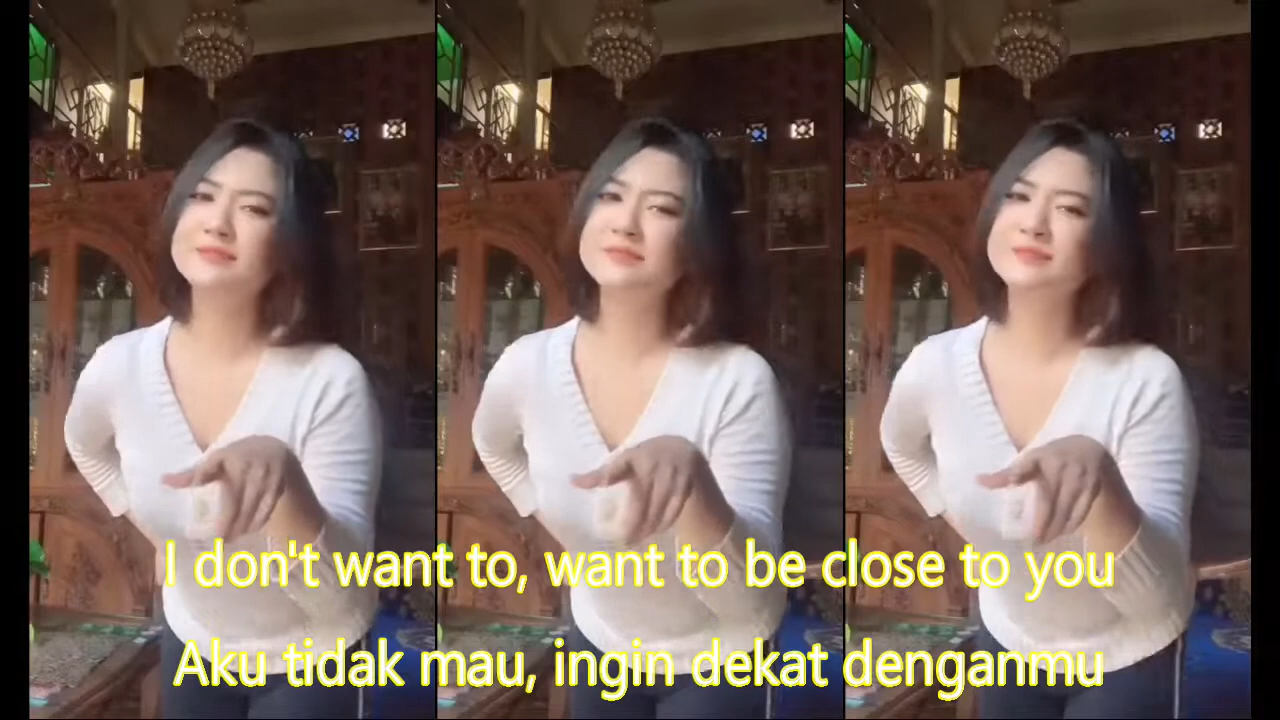 I don't want to, want to be close to you
Aku tidak mau, ingin dekat denganmu